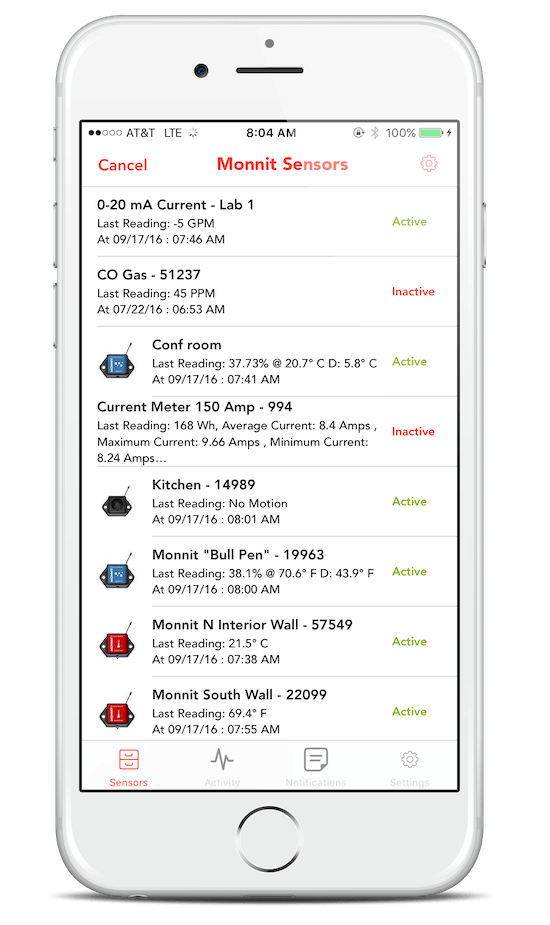 ●●○○○ AT&T LTE 8:04 AM 100%
Cancel Monnit Sensors
0-20 mA Current - Lab 1
Last Reading: -5 GPM
At 09/17/16 : 07:46 AM
Active
CO Gas - 51237
Last Reading: 45 PPM
At 07/22/16 : 06:53 AM
Inactive
Conf room
Last Reading: 37.73% @ 20.7° C D: 5.8° C
At 09/17/16 : 07:41 AM
Active
Current Meter 150 Amp - 994
Last Reading: 168 Wh, Average Current: 8.4 Amps ,
Maximum Current: 9.66 Amps , Minimum Current:
8.24 Amps…
Inactive
Kitchen - 14989
Last Reading: No Motion
At 09/17/16 : 08:01 AM
Active
Monnit "Bull Pen" - 19963
Last Reading: 38.1% @ 70.6° F D: 43.9° F
At 09/17/16 : 08:00 AM
Active
Monnit N Interior Wall - 57549
Last Reading: 21.5° C
At 09/17/16 : 07:38 AM
Active
Monnit South Wall - 22099
Last Reading: 69.4° F
At 09/17/16 : 07:55 AM
Active
Sensors Activity Notifications Settings